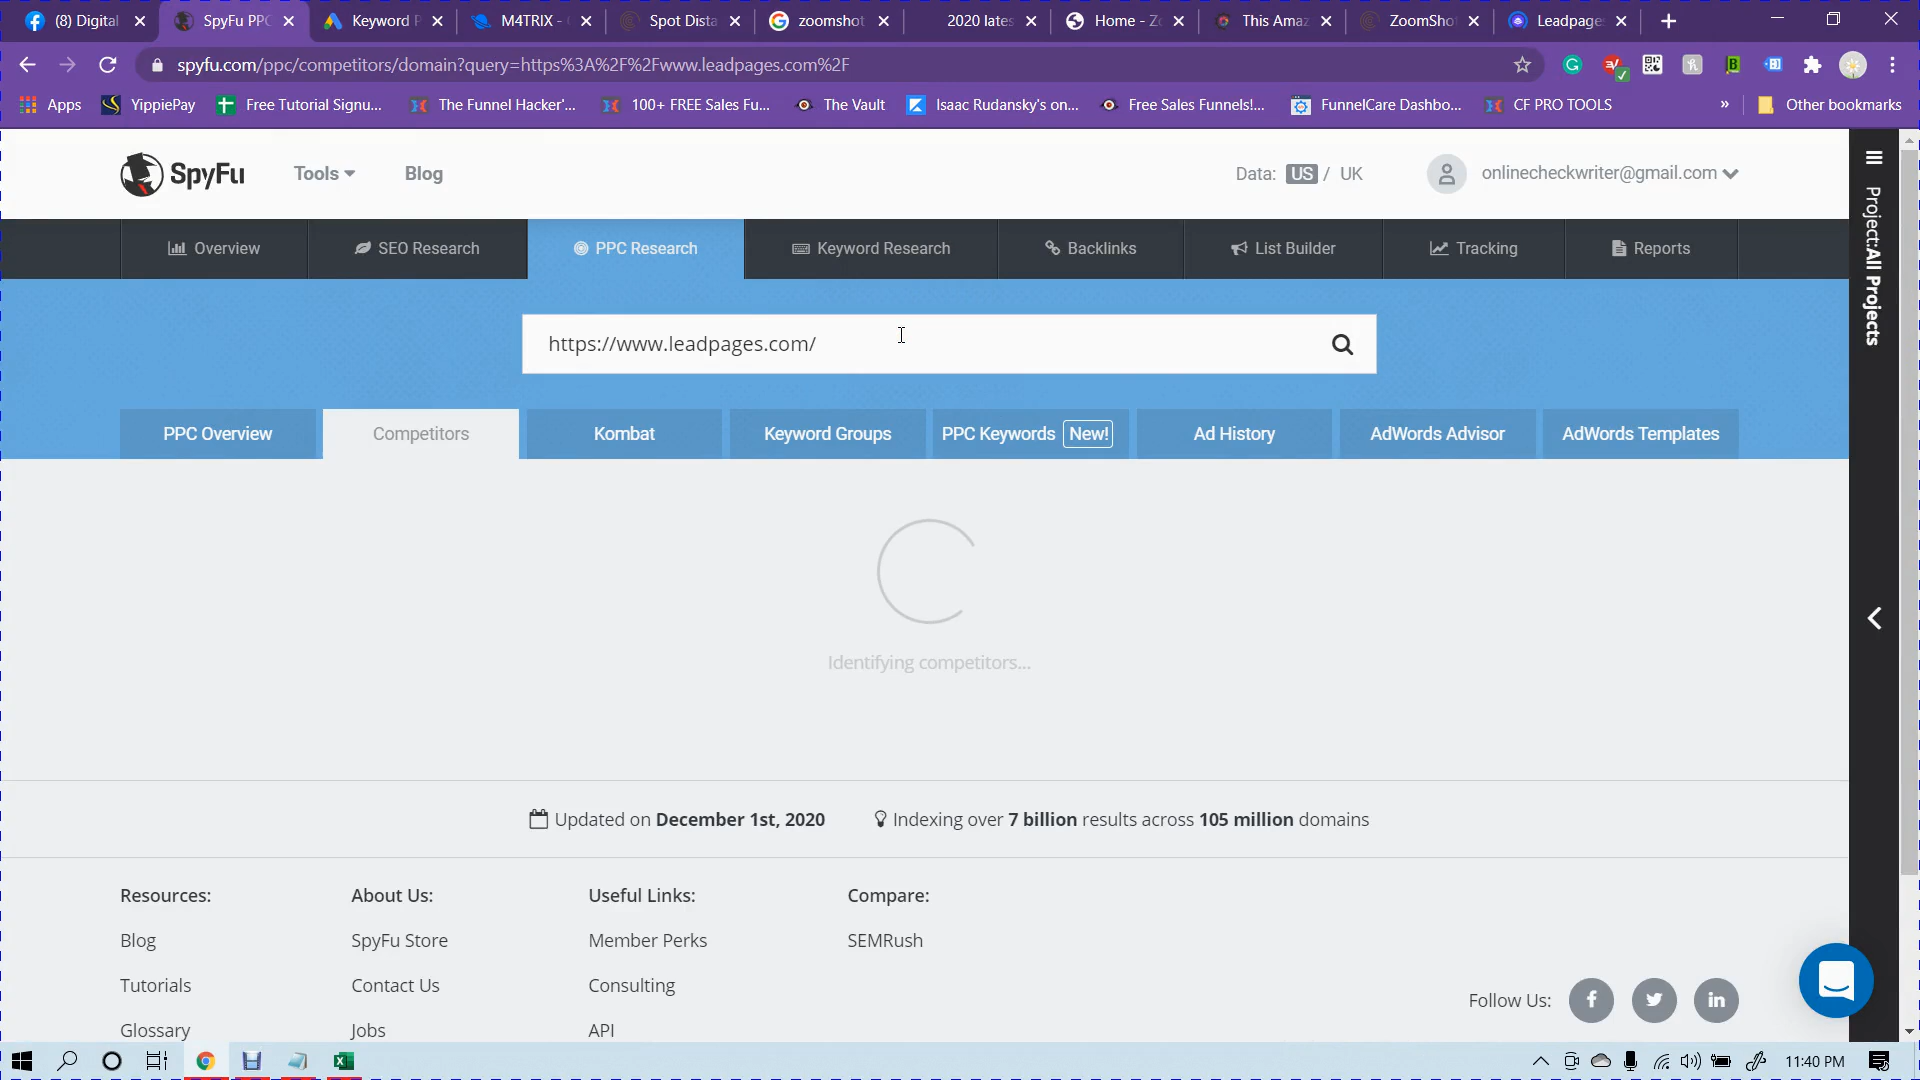 (8) Digital
SpyFu PPC
Keyword P
M4TRIX -
Spot Dista
zoomshot
2020 lates
Home - Zo
This Amaz
ZoomSho
Leadpage
spyfu.com/ppc/competitors/domain?query=https%3A%2F%2Fwww.leadpages.com%2F
Apps
YippiePay
Free Tutorial Signu...
The Funnel Hacker'...
100+ FREE Sales Fu...
The Vault
Isaac Rudansky's on...
Free Sales Funnels!...
FunnelCare Dashbo...
CF PRO TOOLS
»
Other bookmarks
SpyFu
Tools
Blog
Data: US / UK
onlinecheckwriter@gmail.com
Project:All Projects
Overview
SEO Research
PPC Research
Keyword Research
Backlinks
List Builder
Tracking
Reports
https://www.leadpages.com/
PPC Overview
Competitors
Kombat
Keyword Groups
PPC Keywords New!
Ad History
AdWords Advisor
AdWords Templates
Identifying competitors...
Updated on December 1st, 2020
Indexing over 7 billion results across 105 million domains
Resources:
Blog
Tutorials
Glossary
About Us:
SpyFu Store
Contact Us
Jobs
Useful Links:
Member Perks
Consulting
API
Compare:
SEMRush
Follow Us:
11:40 PM